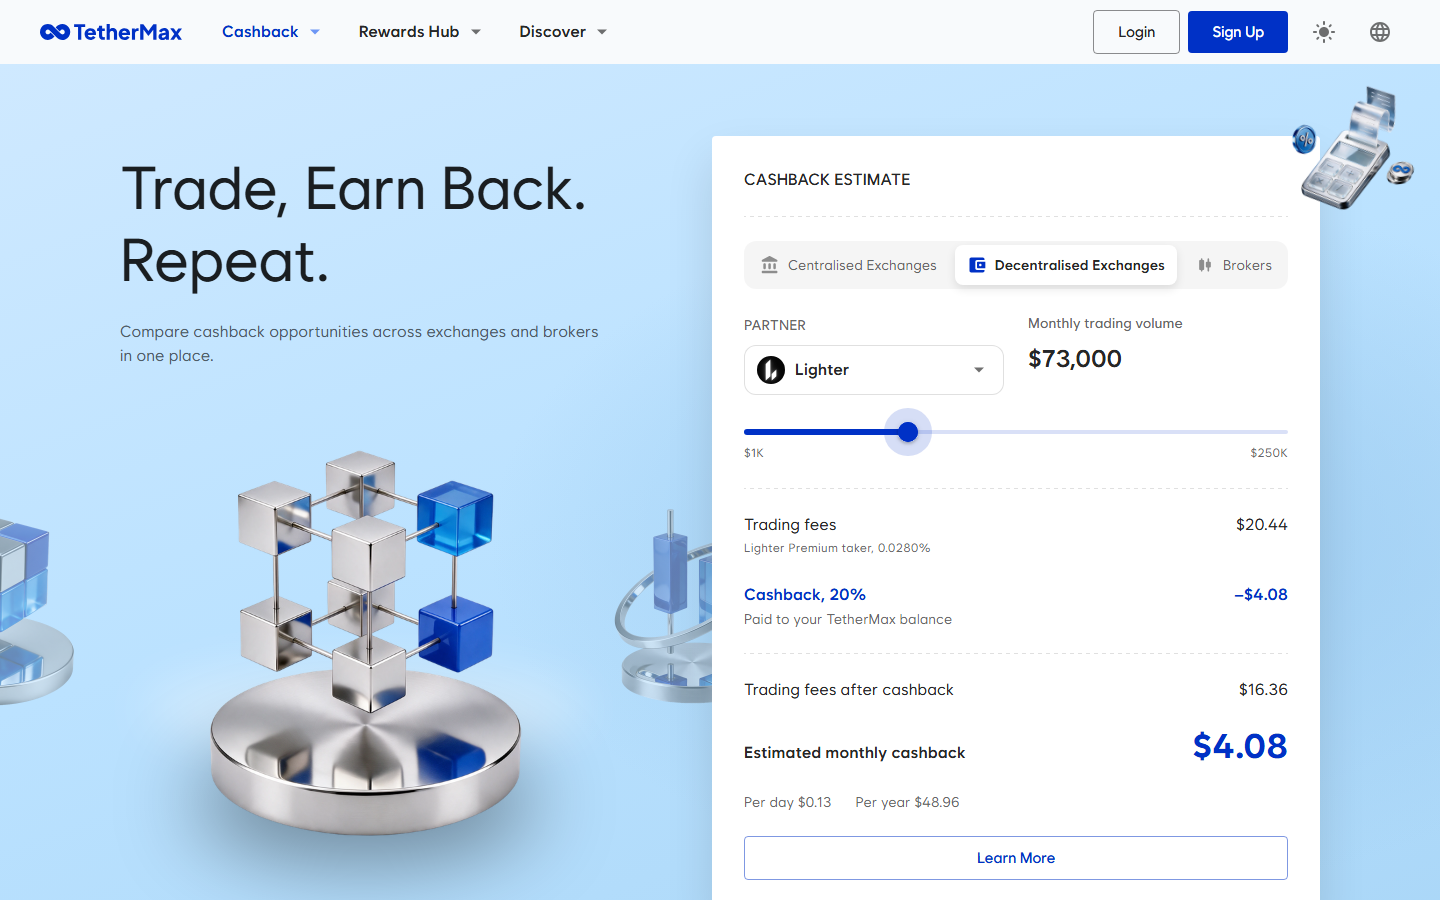 TetherMax
Cashback
Rewards Hub
Discover
Login
Sign Up
Trade, Earn Back.
Repeat.
Compare cashback opportunities across exchanges and brokers
in one place.
CASHBACK ESTIMATE
Centralised Exchanges
Decentralised Exchanges
Brokers
PARTNER
Lighter
Monthly trading volume
$73,000
$1K
$250K
Trading fees
$20.44
Lighter Premium taker, 0.0280%
Cashback, 20%
−$4.08
Paid to your TetherMax balance
Trading fees after cashback
$16.36
Estimated monthly cashback
$4.08
Per day $0.13
Per year $48.96
Learn More